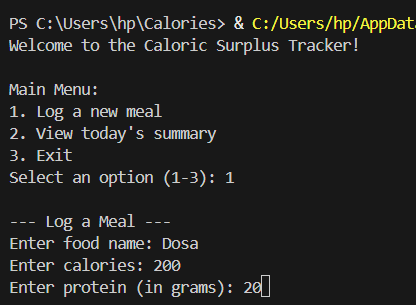 PS C:\Users\hp\Calories> & C:/Users/hp/AppData
Welcome to the Caloric Surplus Tracker!
Main Menu:
1. Log a new meal
2. View today's summary
3. Exit
Select an option (1-3): 1
--- Log a Meal ---
Enter food name: Dosa
Enter calories: 200
Enter protein (in grams): 20